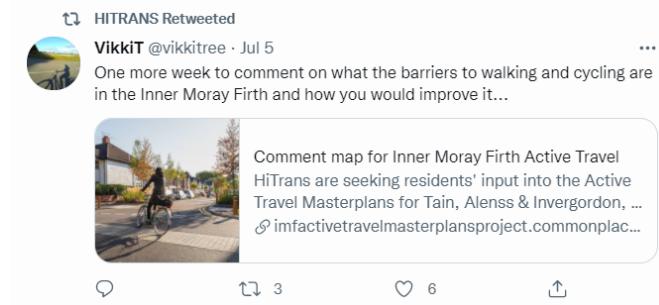 HITRANS Retweeted
VikkiT @vikkitree · Jul 5
One more week to comment on what the barriers to walking and cycling are
in the Inner Moray Firth and how you would improve it...
Comment map for Inner Moray Firth Active Travel
HiTrans are seeking residents' input into the Active
Travel Masterplans for Tain, Alenss & Invergordon, ...
imfactivetravelmasterplansproject.commonplac...
3 6